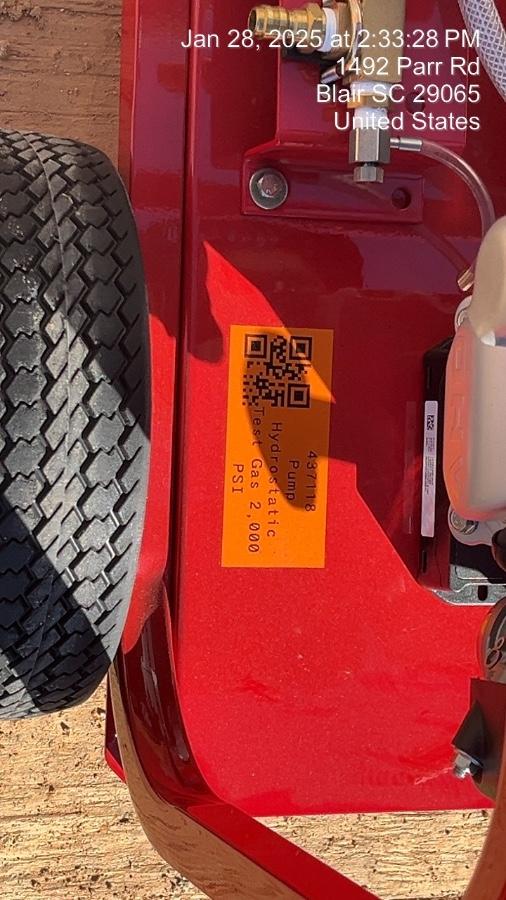 Jan 28, 2025 at 2:33:28 PM
1492 Parr Rd
Blair SC 29065
United States
437118
Pump
Hydrostatic
Test Gas 2,000
PSI